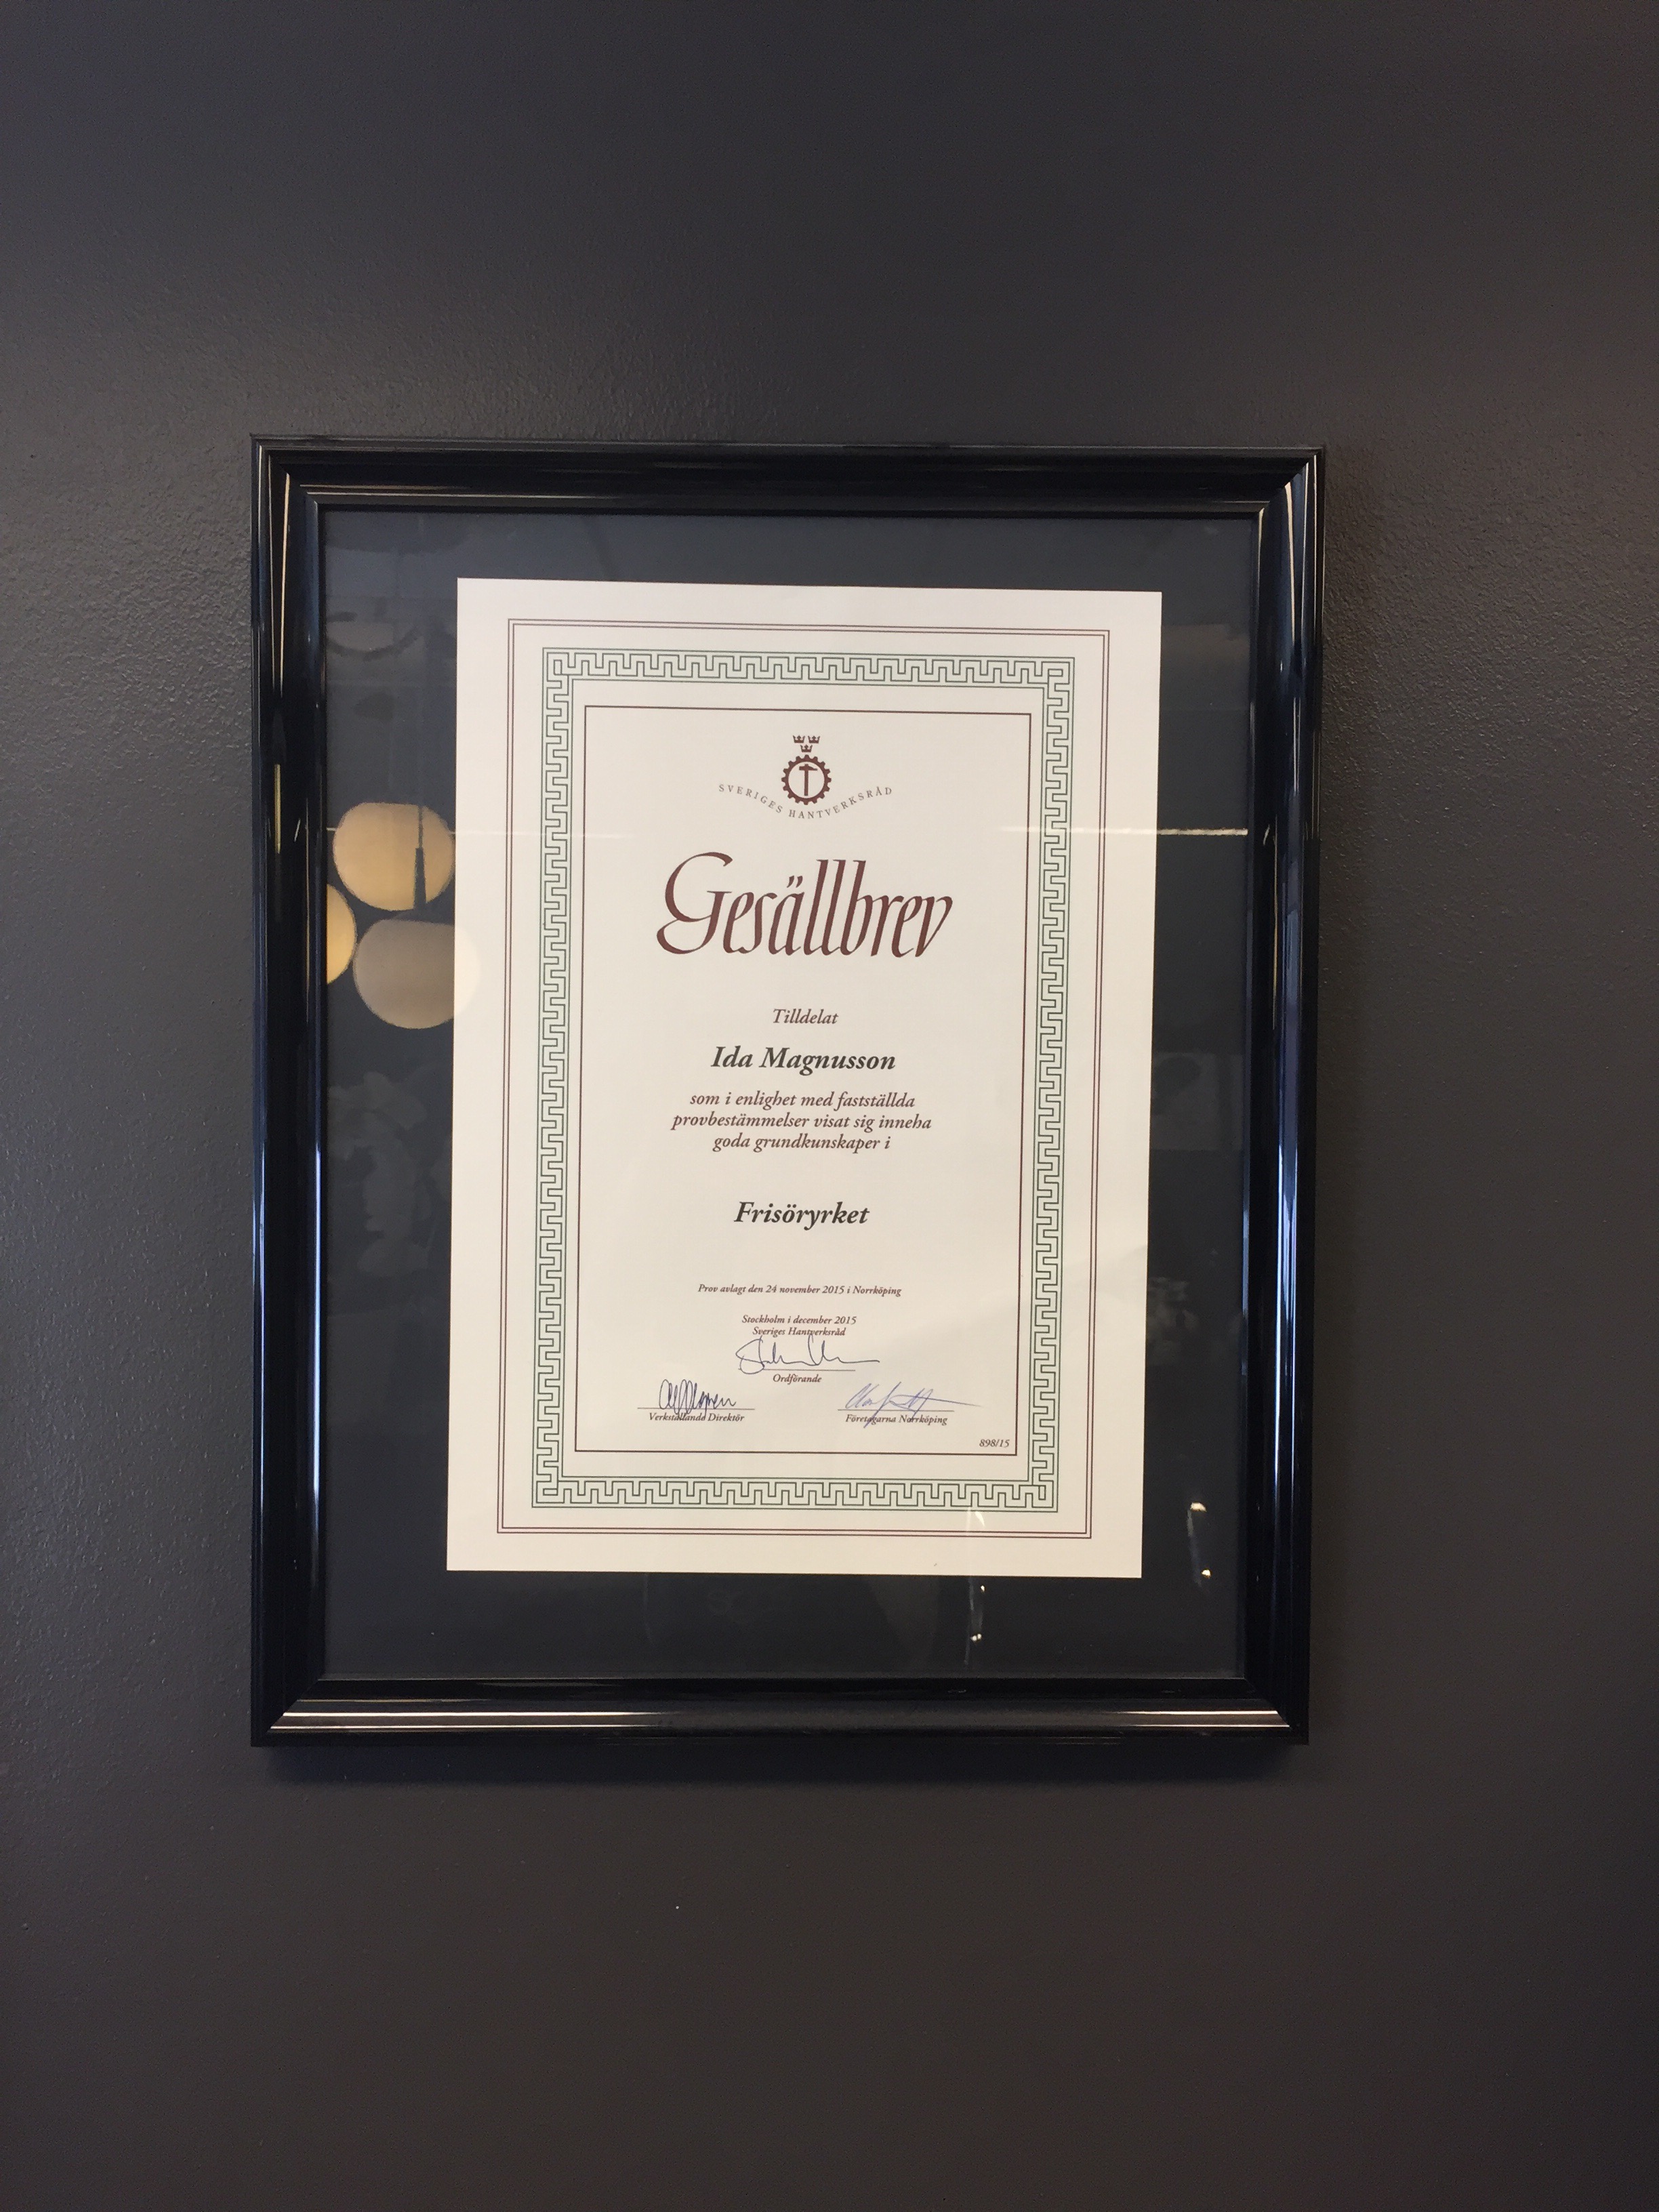 SVERIGES HANTVERKSRÅD
Gesällbrev
Tilldelat
Ida Magnusson
som i enlighet med fastställda
provbestämmelser visat sig inneha
goda grundkunskaper i
Frisöryrket
Prov avlagt den 24 november 2015 i Norrköping
Stockholm i december 2015
Sveriges Hantverksråd
Ordförande
Verkställande Direktör
Företagarna Norrköping
898/15